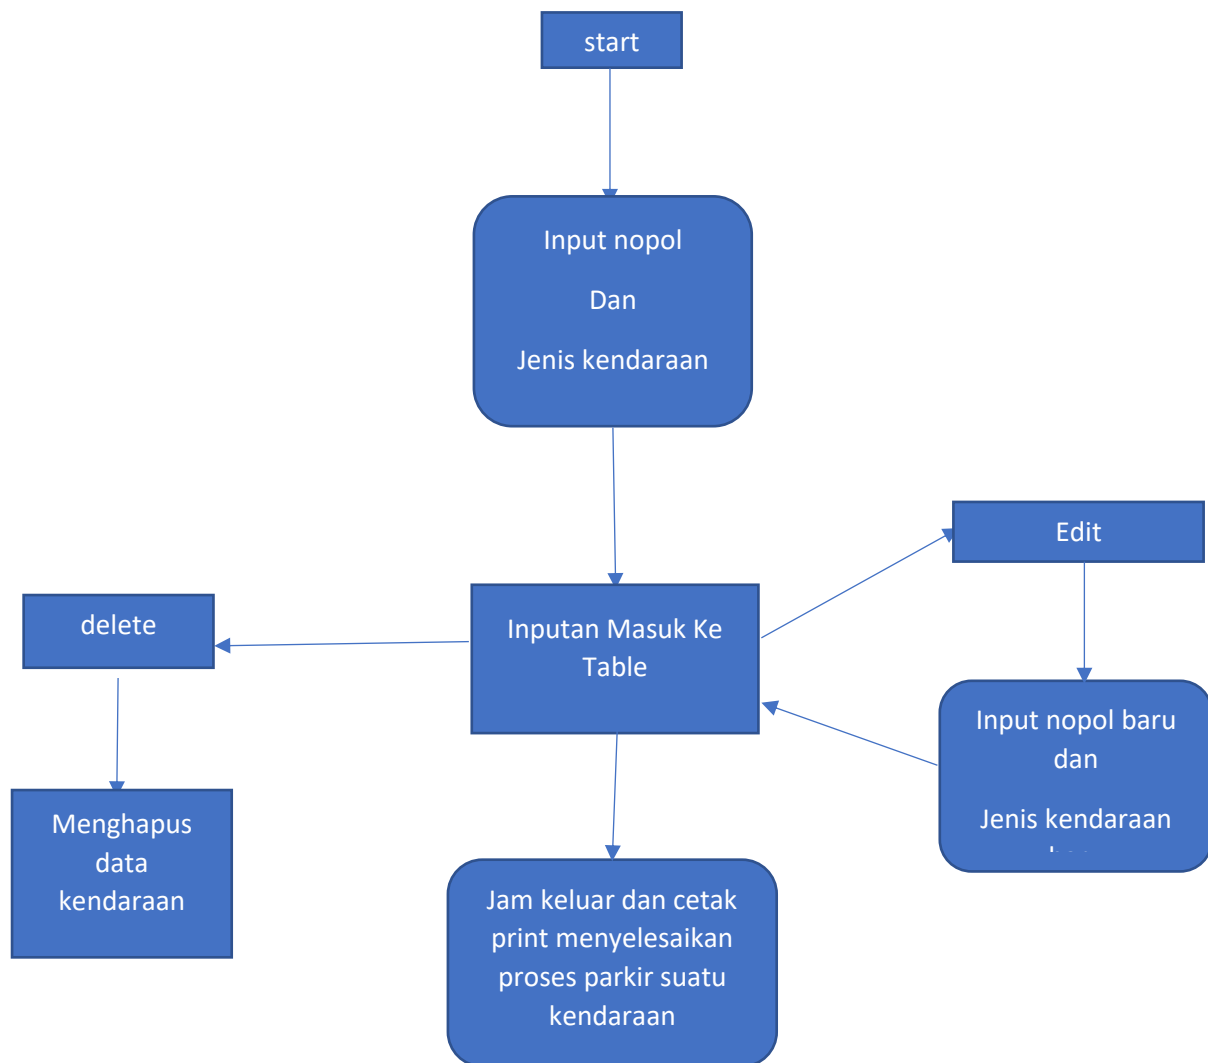 start
Input nopol
Dan
Jenis kendaraan
Edit
delete
Inputan Masuk Ke
Table
Input nopol baru
dan
Jenis kendaraan
Menghapus
data
kendaraan
Jam keluar dan cetak
print menyelesaikan
proses parkir suatu
kendaraan